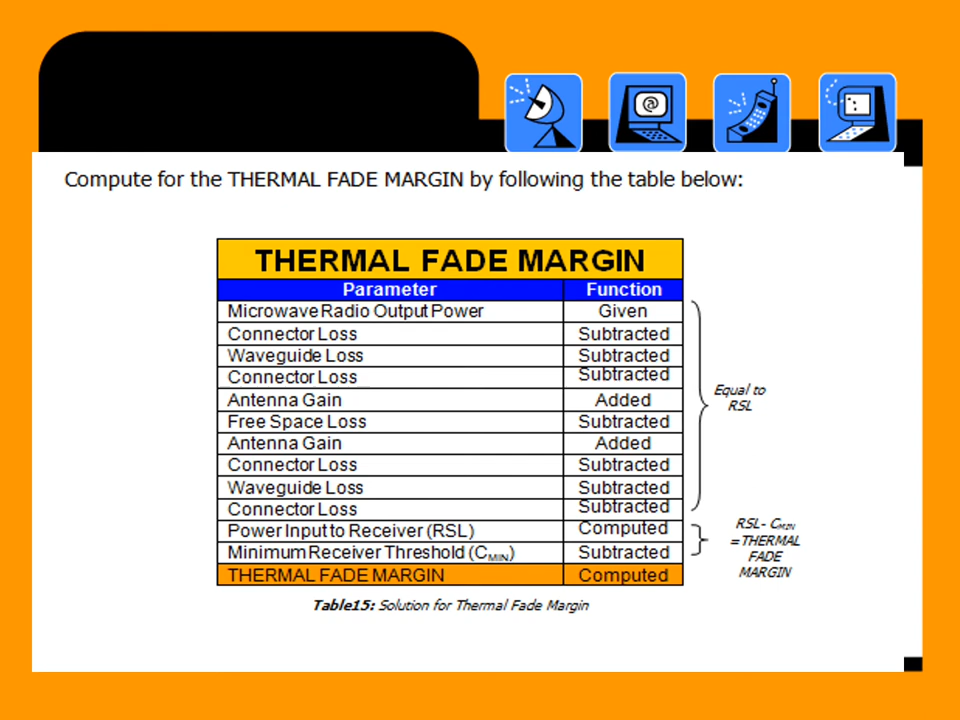 Compute for the THERMAL FADE MARGIN by following the table below:
THERMAL FADE MARGIN
Parameter Function
Microwave Radio Output Power Given
Connector Loss Subtracted
Waveguide Loss Subtracted
Connector Loss Subtracted
Antenna Gain Added
Free Space Loss Subtracted
Antenna Gain Added
Connector Loss Subtracted
Waveguide Loss Subtracted
Connector Loss Subtracted
Power Input to Receiver (RSL) Computed
Minimum Receiver Threshold (CMIN) Subtracted
THERMAL FADE MARGIN Computed
Equal to
RSL
RSL- CMIN
=THERMAL
FADE
MARGIN
Table15: Solution for Thermal Fade Margin
@